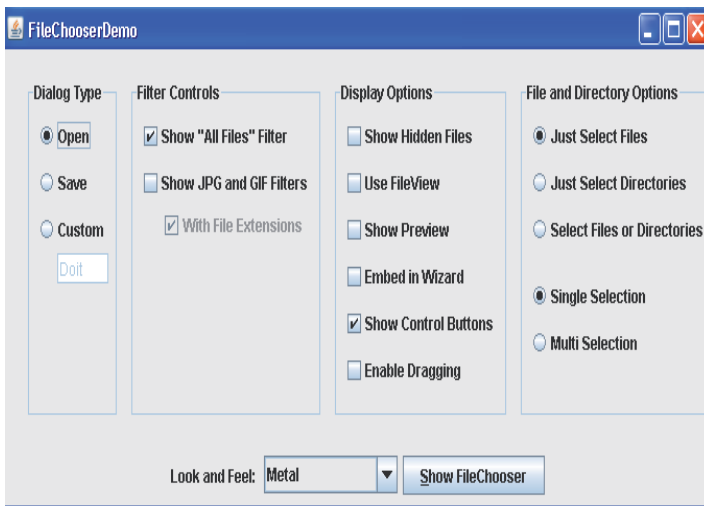 FileChooserDemo
Dialog Type
Open
Save
Custom
Doit
Filter Controls
Show "All Files" Filter
Show JPG and GIF Filters
With File Extensions
Display Options
Show Hidden Files
Use FileView
Show Preview
Embed in Wizard
Show Control Buttons
Enable Dragging
File and Directory Options
Just Select Files
Just Select Directories
Select Files or Directories
Single Selection
Multi Selection
Look and Feel: Metal
Show FileChooser